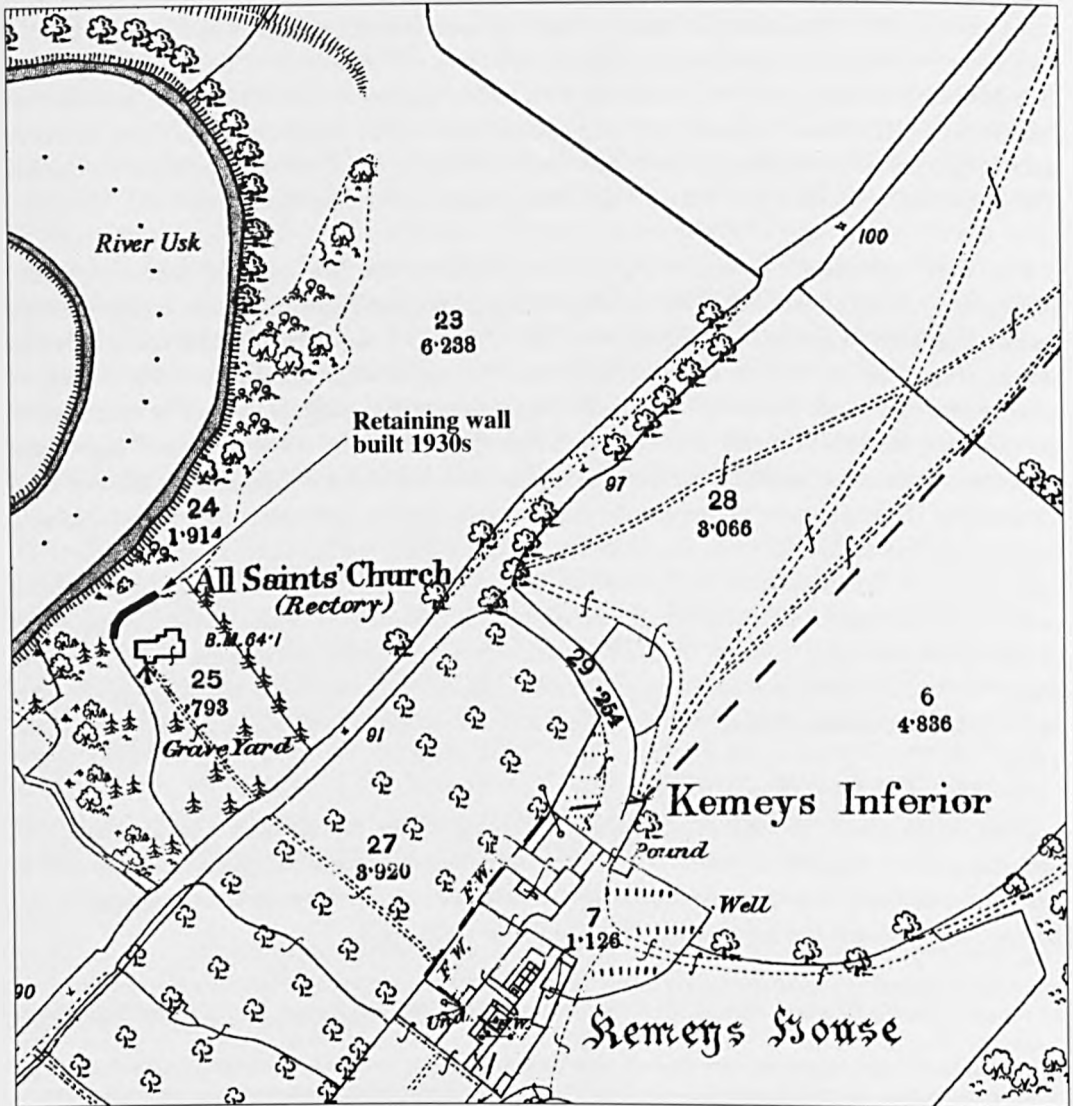 100
River Usk
23
6·238
Retaining wall
built 1930s
97
28
3·066
24
1·914
All Saints' Church
(Rectory)
B.M. 64·1
29
·254
25
·793
6
4·836
Grave Yard
91
Kemeys Inferior
27
3·920
Pound
F.W.
Well
7
1·126
F.W.
90
Und.
Kemeys House